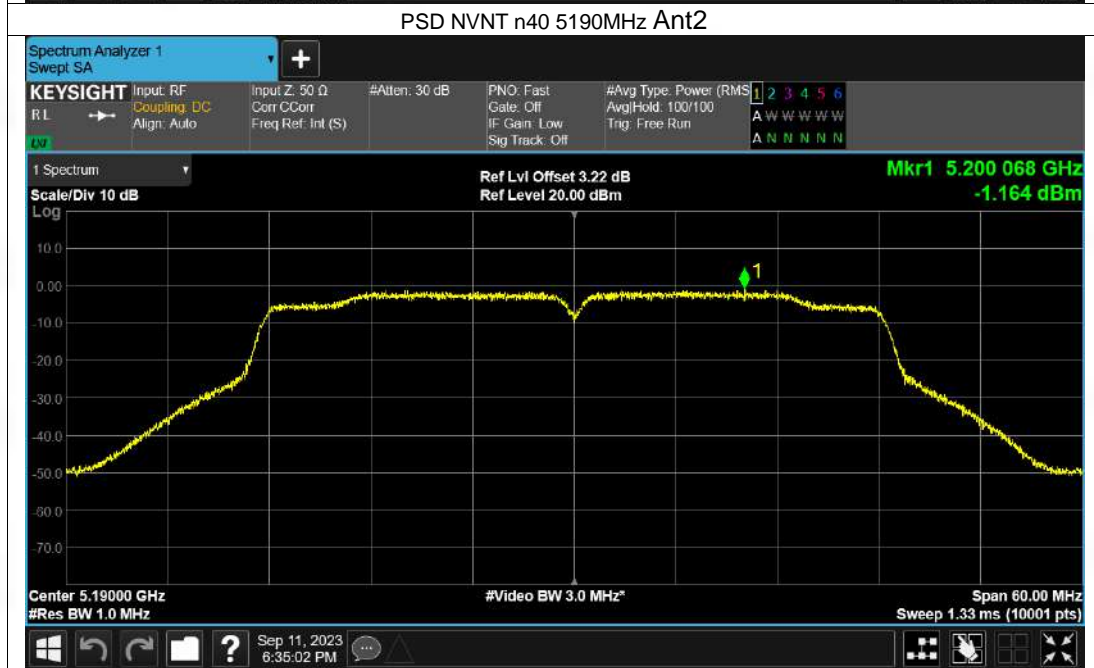 PSD NVNT n40 5190MHz Ant2
Spectrum Analyzer 1
Swept SA
+
KEYSIGHT
RL
Input: RF
Coupling: DC
Align: Auto
Input Z: 50 Ω
Corr CCorr
Freq Ref: Int (S)
#Atten: 30 dB
PNO: Fast
Gate: Off
IF Gain: Low
Sig Track: Off
#Avg Type: Power (RMS
Avg|Hold: 100/100
Trig: Free Run
1 2 3 4 5 6
A W W W W W
A N N N N N
1 Spectrum
Scale/Div 10 dB
Log
Ref Lvl Offset 3.22 dB
Ref Level 20.00 dBm
Mkr1 5.200 068 GHz
-1.164 dBm
10.0
0.00
-10.0
-20.0
-30.0
-40.0
-50.0
-60.0
-70.0
1
Center 5.19000 GHz
#Res BW 1.0 MHz
#Video BW 3.0 MHz*
Span 60.00 MHz
Sweep 1.33 ms (10001 pts)
?
Sep 11, 2023
6:35:02 PM